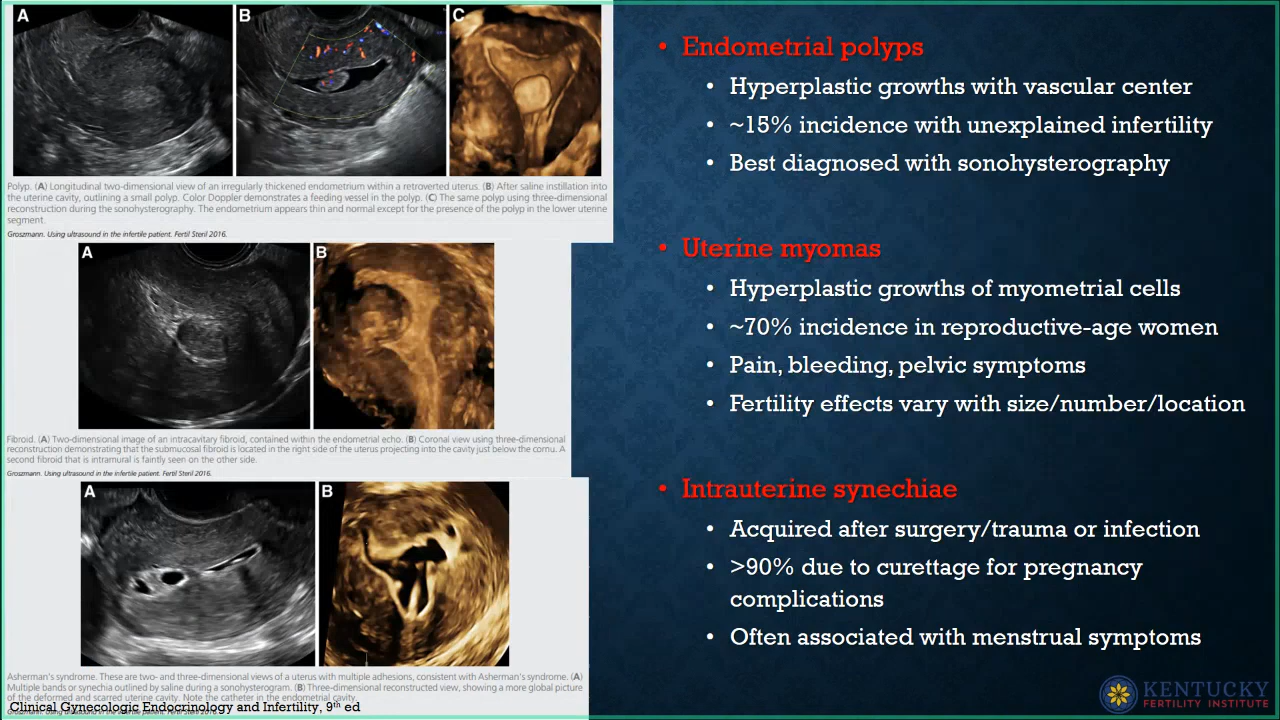 A
B
C
Polyp. (A) Longitudinal two-dimensional view of an irregularly thickened endometrium within a retroverted uterus. (B) After saline instillation into
the uterine cavity, outlining a small polyp. Color Doppler demonstrates a feeding vessel in the polyp. (C) The same polyp using three-dimensional
reconstruction during the sonohysterography. The endometrium appears thin and normal except for the presence of the polyp in the lower uterine
segment.
Groszmann. Using ultrasound in the infertile patient. Fertil Steril 2016.
A
B
Fibroid. (A) Two-dimensional image of an intracavitary fibroid, contained within the endometrial echo. (B) Coronal view using three-dimensional
reconstruction demonstrating that the submucosal fibroid is located in the right side of the uterus projecting into the cavity just below the cornu. A
second fibroid that is intramural is faintly seen on the other side.
Groszmann. Using ultrasound in the infertile patient. Fertil Steril 2016.
A
B
Asherman's syndrome. These are two- and three-dimensional views of a uterus with multiple adhesions, consistent with Asherman's syndrome. (A)
Multiple bands or synechia outlined by saline during a sonohysterogram. (B) Three-dimensional reconstructed view, showing a more global picture
of the deformed and scarred uterine cavity. Note the catheter in the endometrial cavity.
Clinical Gynecologic Endocrinology and Infertility, 9th ed
• Endometrial polyps
• Hyperplastic growths with vascular center
• ~15% incidence with unexplained infertility
• Best diagnosed with sonohysterography
• Uterine myomas
• Hyperplastic growths of myometrial cells
• ~70% incidence in reproductive-age women
• Pain, bleeding, pelvic symptoms
• Fertility effects vary with size/number/location
• Intrauterine synechiae
• Acquired after surgery/trauma or infection
• >90% due to curettage for pregnancy
complications
• Often associated with menstrual symptoms
KENTUCKY
FERTILITY INSTITUTE